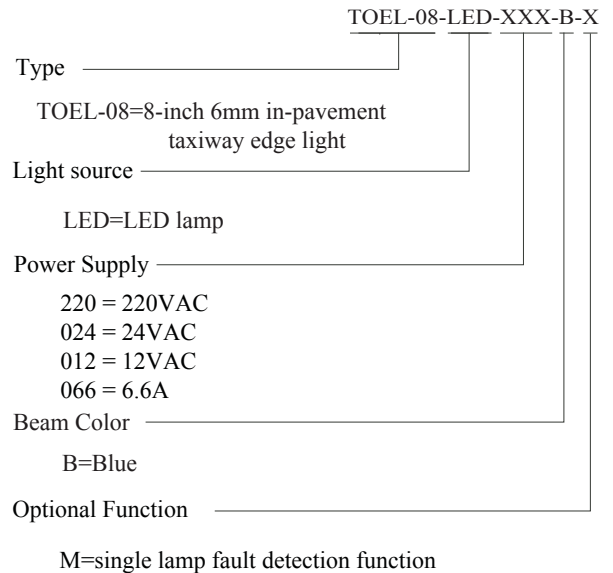 TOEL-08-LED-XXX-B-X
Type
TOEL-08=8-inch 6mm in-pavement
taxiway edge light
Light source
LED=LED lamp
Power Supply
220 = 220VAC
024 = 24VAC
012 = 12VAC
066 = 6.6A
Beam Color
B=Blue
Optional Function
M=single lamp fault detection function